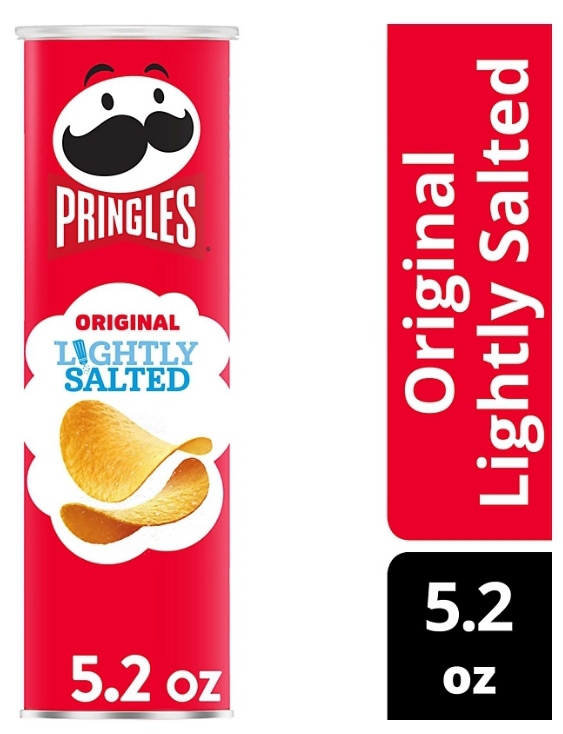 PRINGLES
ORIGINAL
LIGHTLY
SALTED
5.2 oz
Original
Lightly Salted
5.2
oz